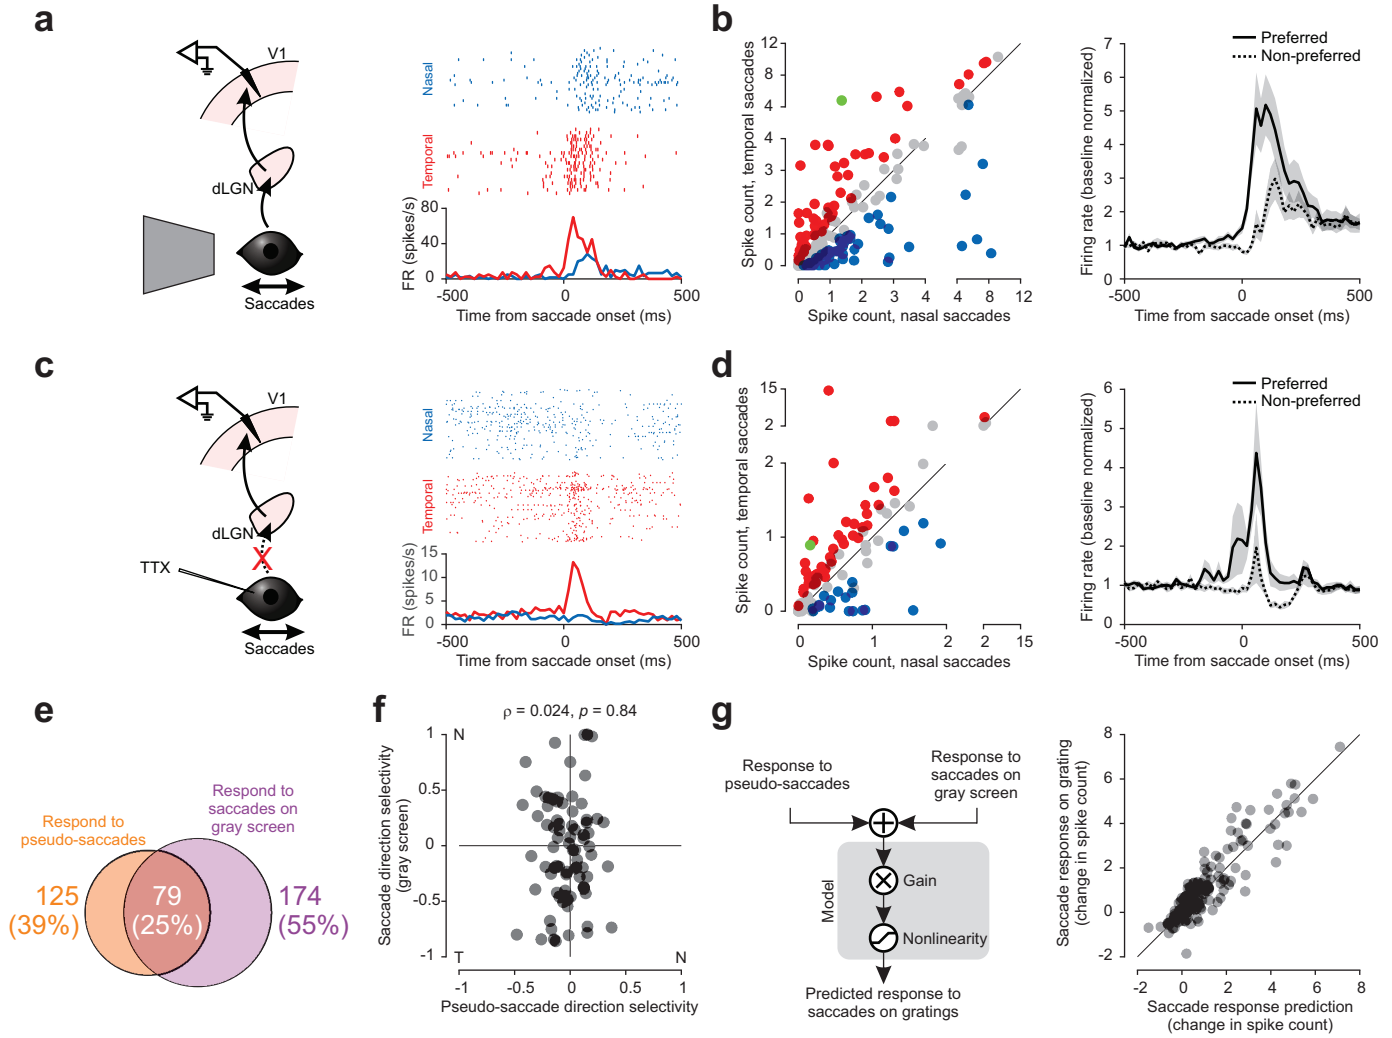 a
V1
dLGN
Saccades
Nasal
Temporal
FR (spikes/s)
80
40
0
-500
0
500
Time from saccade onset (ms)
b
Spike count, temporal saccades
12
8
4
4
3
2
1
0
0
1
2
3
4
4
8
12
Spike count, nasal saccades
Preferred
Non-preferred
Firing rate (baseline normalized)
7
6
5
4
3
2
1
0
-500
0
500
Time from saccade onset (ms)
c
V1
dLGN
X
TTX
Saccades
Nasal
Temporal
FR (spikes/s)
15
10
5
0
-500
0
500
Time from saccade onset (ms)
d
Spike count, temporal saccades
15
2
2
1
0
0
1
2
2
15
Spike count, nasal saccades
Preferred
Non-preferred
Firing rate (baseline normalized)
6
5
4
3
2
1
0
-500
0
500
Time from saccade onset (ms)
e
Respond to
pseudo-saccades
Respond to
saccades on
gray screen
125
(39%)
79
(25%)
174
(55%)
f
ρ = 0.024, p = 0.84
Saccade direction selectivity
(gray screen)
1
0.5
0
-0.5
-1
N
T
N
-1
-0.5
0
0.5
1
Pseudo-saccade direction selectivity
g
Response to
pseudo-saccades
Response to
saccades on
gray screen
Model
Gain
Nonlinearity
Predicted response to
saccades on gratings
Saccade response on grating
(change in spike count)
8
6
4
2
0
-2
-2
0
2
4
6
8
Saccade response prediction
(change in spike count)